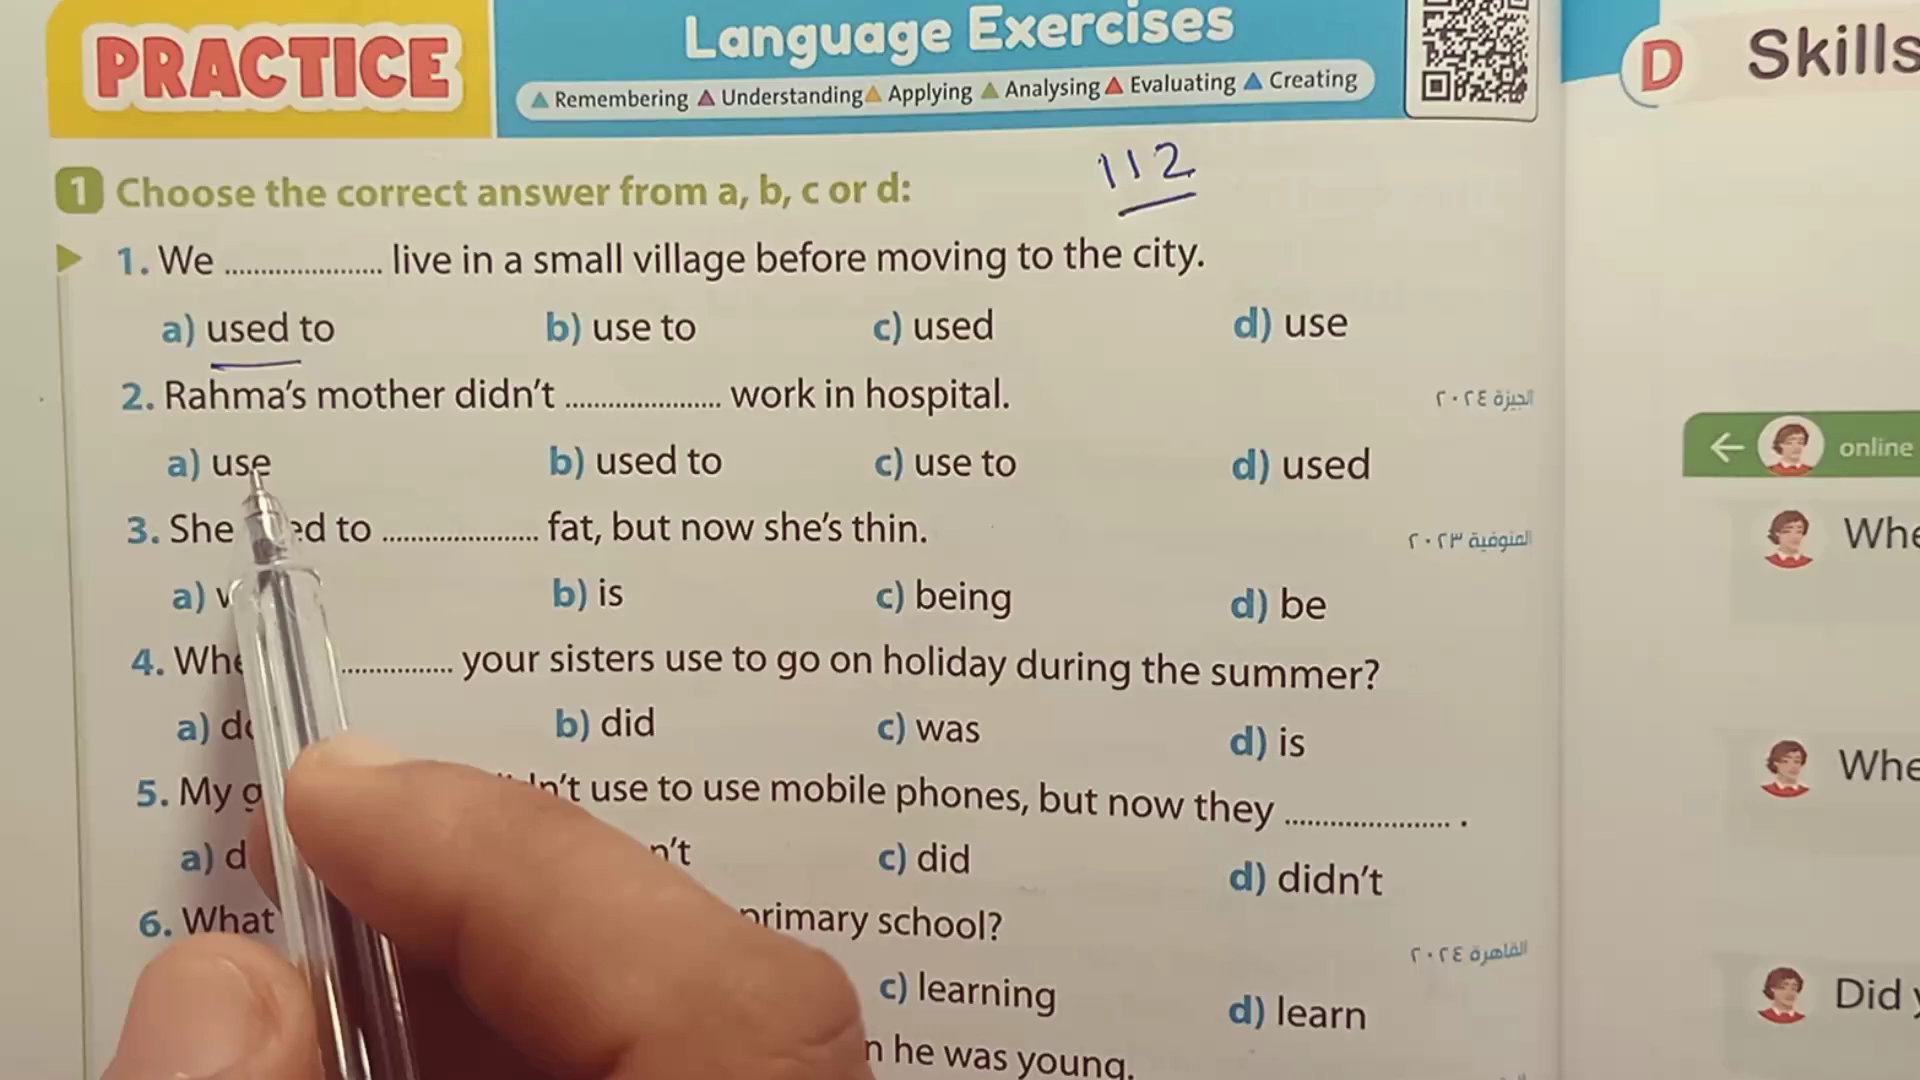 PRACTICE
Language Exercises
Remembering Understanding Applying Analysing Evaluating Creating
D Skills
112
1 Choose the correct answer from a, b, c or d:
1. We ...................... live in a small village before moving to the city.
a) used to b) use to c) used d) use
2. Rahma's mother didn't ...................... work in hospital. الجيزة ٢٠٢٤
a) use b) used to c) use to d) used
3. She to ...................... fat, but now she's thin. المنوفية ٢٠٢٣
a) b) is c) being d) be
4. ............... your sisters use to go on holiday during the summer?
a) b) did c) was d) is
5. My use to use mobile phones, but now they ...................... .
a) c) did d) didn't
6. What primary school? القاهرة ٢٠٢٤
c) learning d) learn
he was young.
online
Did